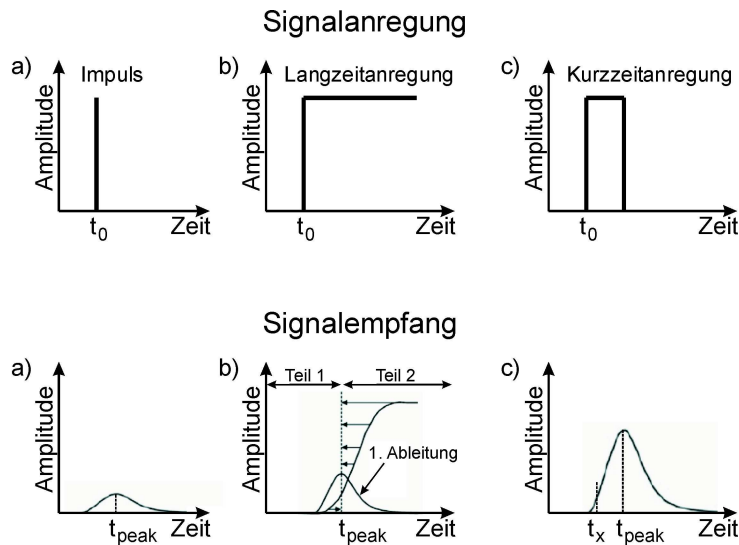 Signalanregung
a)
Impuls
Amplitude
t0
Zeit
b)
Langzeitanregung
Amplitude
t0
Zeit
c)
Kurzzeitanregung
Amplitude
t0
Zeit
Signalempfang
a)
Amplitude
tpeak
Zeit
b)
Teil 1
Teil 2
Amplitude
1. Ableitung
tpeak
Zeit
c)
Amplitude
tx
tpeak
Zeit